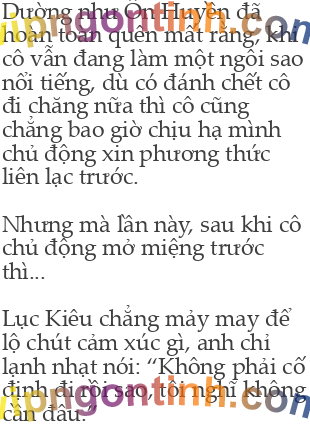 Dường như Ôn Huyền đã
hoàn toàn quên mất rằng, khi
cô vẫn đang làm một ngôi sao
nổi tiếng, dù có đánh chết cô
đi chăng nữa thì cô cũng
chẳng bao giờ chịu hạ mình
chủ động xin phương thức
liên lạc trước.
Nhưng mà lần này, sau khi cô
chủ động mở miệng trước
thì...
Lục Kiêu chẳng mảy may để
lộ chút cảm xúc gì, anh chỉ
lạnh nhạt nói: “Không phải cố
định đi rồi sao, tôi nghĩ không
cần đâu.”
vipngontinh.com
vipngontinh.com